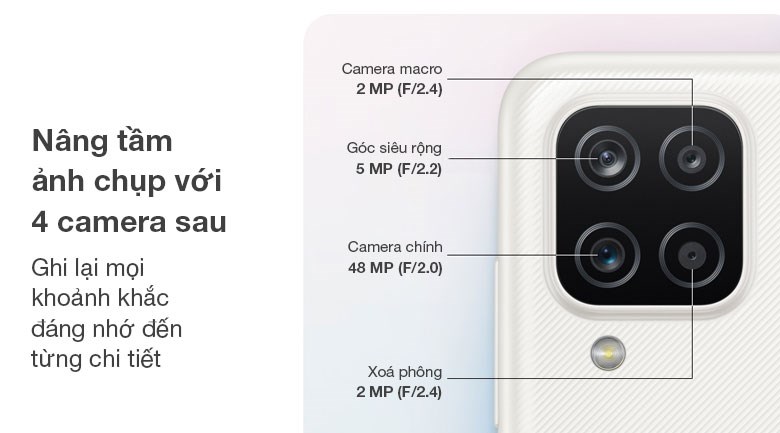 Nâng tầm
ảnh chụp với
4 camera sau
Ghi lại mọi
khoảnh khắc
đáng nhớ đến
từng chi tiết
Camera macro
2 MP (F/2.4)
Góc siêu rộng
5 MP (F/2.2)
Camera chính
48 MP (F/2.0)
Xoá phông
2 MP (F/2.4)